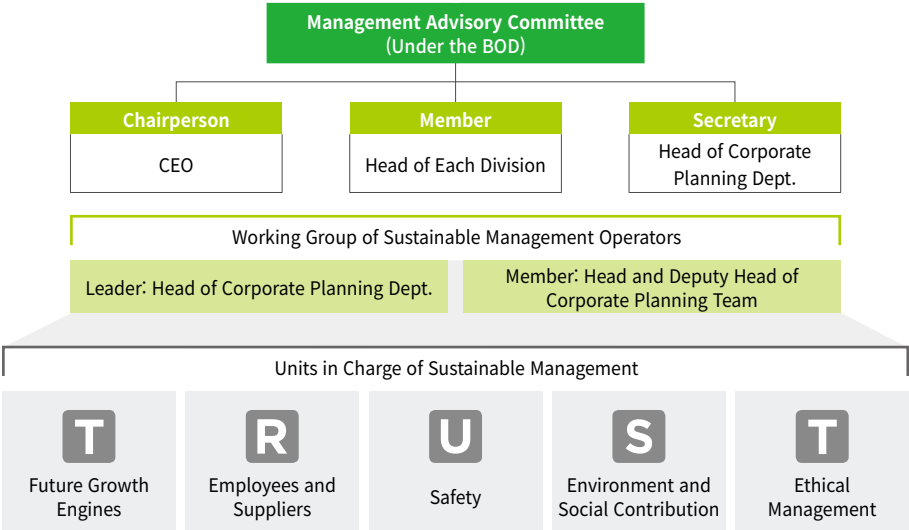 Management Advisory Committee
(Under the BOD)
Chairperson
CEO
Member
Head of Each Division
Secretary
Head of Corporate
Planning Dept.
Working Group of Sustainable Management Operators
Leader: Head of Corporate Planning Dept.
Member: Head and Deputy Head of
Corporate Planning Team
Units in Charge of Sustainable Management
T
Future Growth
Engines
R
Employees and
Suppliers
U
Safety
S
Environment and
Social Contribution
T
Ethical
Management